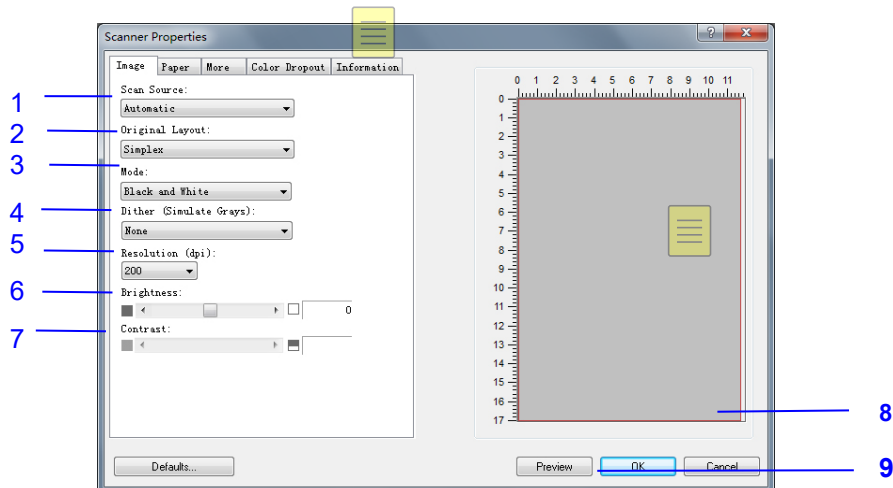 Scanner Properties
Image Paper More Color Dropout Information
1 Scan Source:
Automatic
2 Original Layout:
Simplex
3 Mode:
Black and White
4 Dither (Simulate Grays):
None
5 Resolution (dpi):
200
6 Brightness:
0
7 Contrast:
0 1 2 3 4 5 6 7 8 9 10 11
0
1
2
3
4
5
6
7
8
9
10
11
12
13
14
15
16
17
8
Defaults... Preview OK Cancel 9